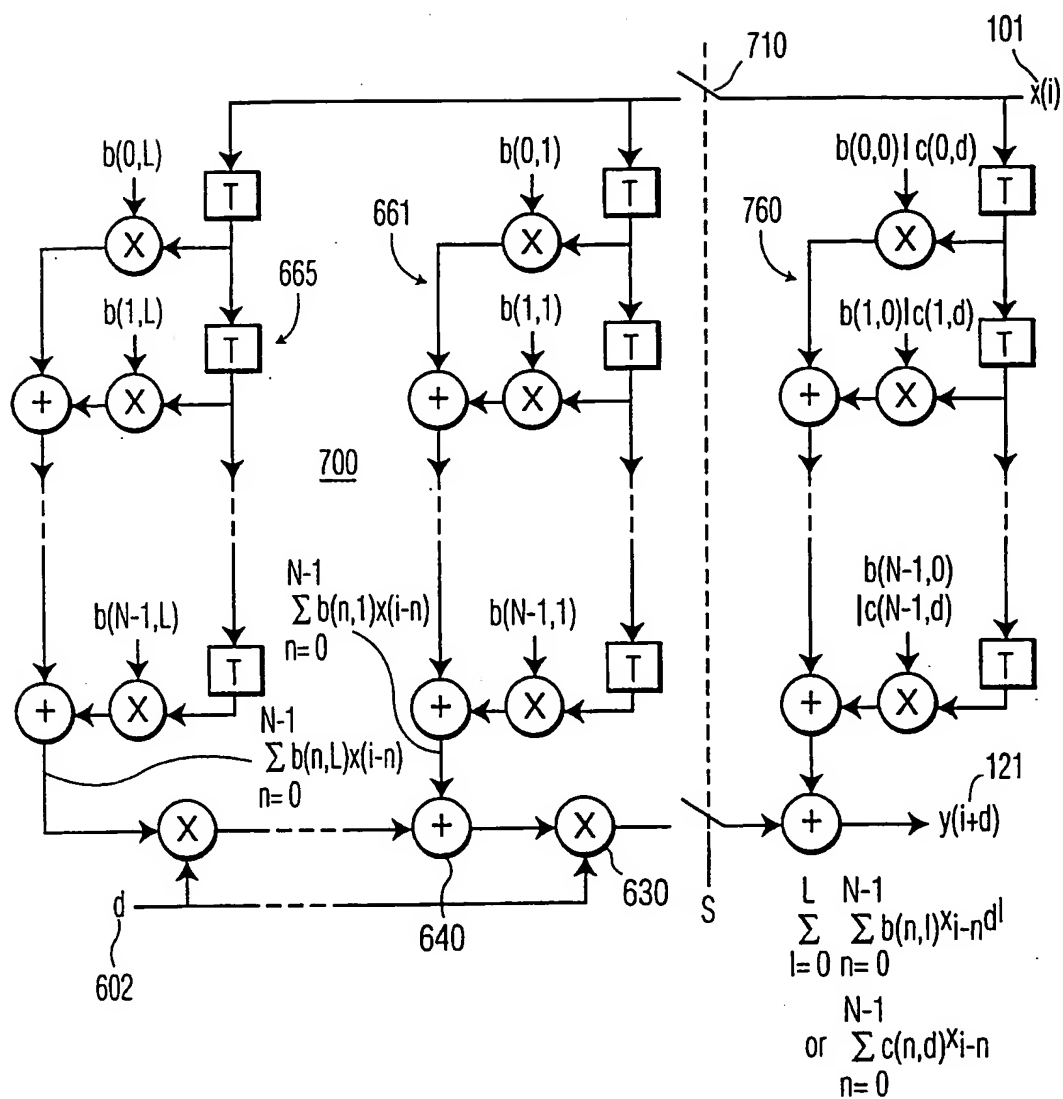 710
101
x(i)
b(0,L)
T
b(0,1)
T
b(0,0)|c(0,d)
T
X
661
X
760
X
665
b(1,L)
T
b(1,1)
T
b(1,0)|c(1,d)
T
+
X
+
X
+
X
700
N-1
Σ b(n,1)x(i-n)
n=0
b(N-1,L)
T
b(N-1,1)
T
b(N-1,0)
|c(N-1,d)
T
+
X
+
X
+
X
N-1
Σ b(n,L)x(i-n)
n=0
121
X
+
X
+
y(i+d)
d
602
640
630
S
L N-1
Σ Σ b(n,l)xi-ndl
l=0 n=0
N-1
or Σ c(n,d)xi-n
n=0